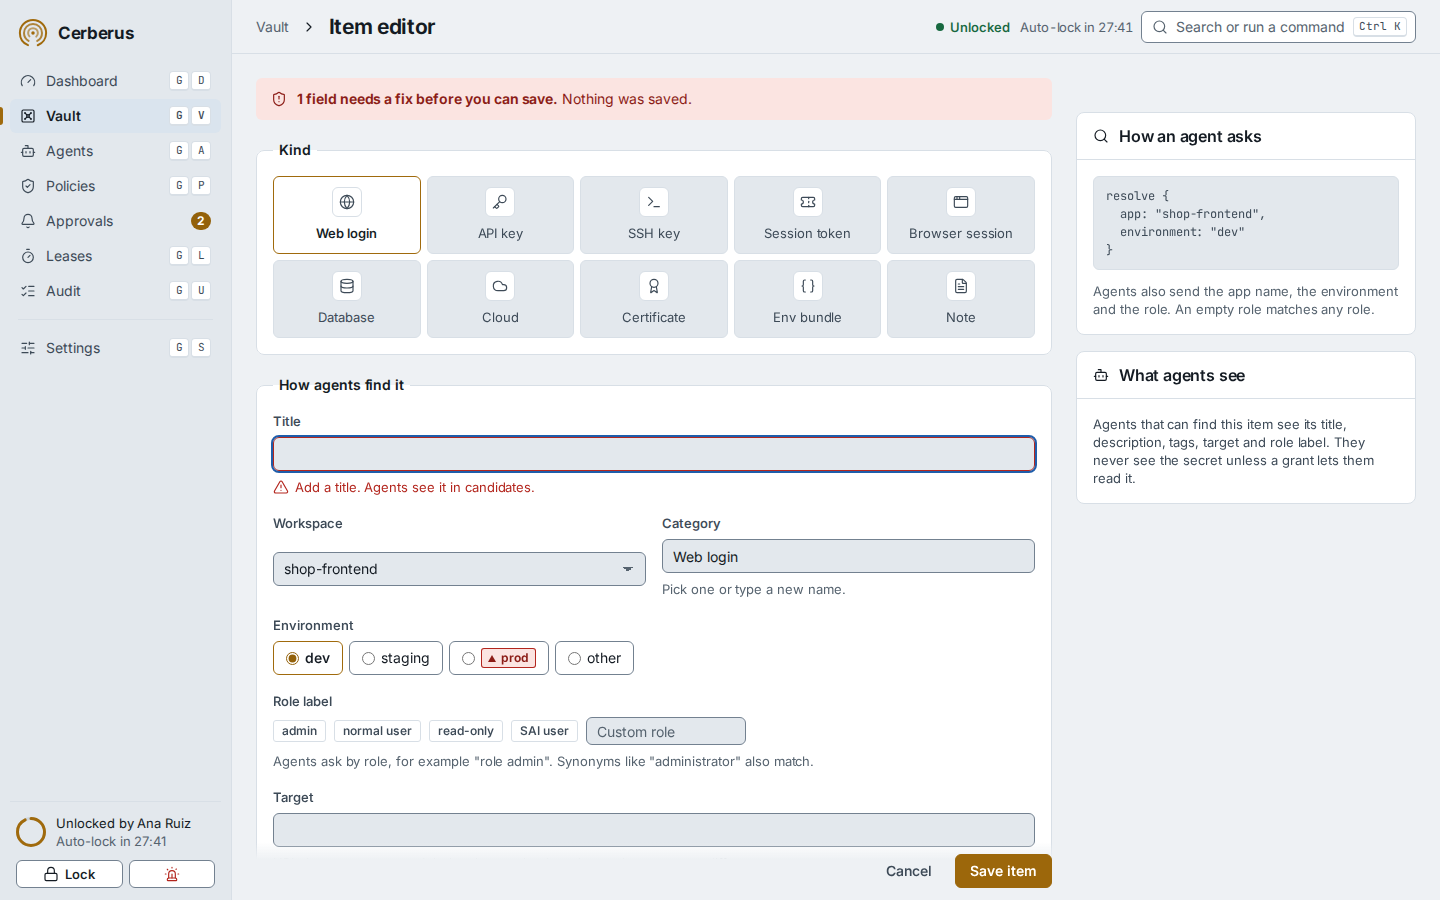 Cerberus
Dashboard G D
Vault G V
Agents G A
Policies G P
Approvals 2
Leases G L
Audit G U
Settings G S
Unlocked by Ana Ruiz
Auto-lock in 27:41
Lock
Vault Item editor
Unlocked Auto-lock in 27:41 Search or run a command Ctrl K
1 field needs a fix before you can save. Nothing was saved.
Kind
Web login API key SSH key Session token Browser session
Database Cloud Certificate Env bundle Note
How agents find it
Title
Add a title. Agents see it in candidates.
Workspace Category
shop-frontend Web login
Pick one or type a new name.
Environment
dev staging prod other
Role label
admin normal user read-only SAI user Custom role
Agents ask by role, for example "role admin". Synonyms like "administrator" also match.
Target
Cancel Save item
How an agent asks
resolve {
app: "shop-frontend",
environment: "dev"
}
Agents also send the app name, the environment
and the role. An empty role matches any role.
What agents see
Agents that can find this item see its title,
description, tags, target and role label. They
never see the secret unless a grant lets them
read it.